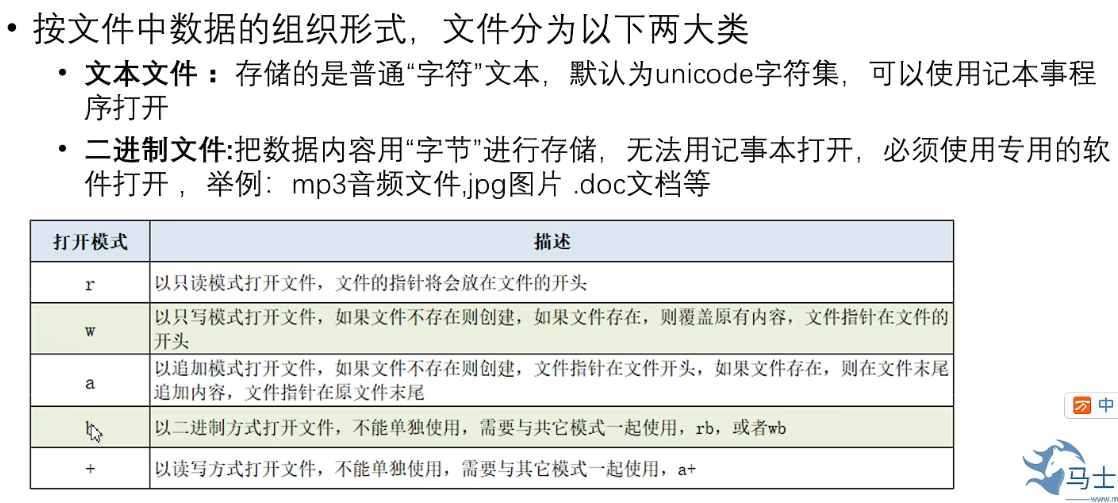 • 按文件中数据的组织形式，文件分为以下两大类
• 文本文件 ：存储的是普通“字符”文本，默认为unicode字符集，可以使用记本事程
序打开
• 二进制文件:把数据内容用“字节”进行存储，无法用记事本打开，必须使用专用的软
件打开 ，举例：mp3音频文件,jpg图片 .doc文档等
打开模式 描述
r 以只读模式打开文件，文件的指针将会放在文件的开头
w 以只写模式打开文件，如果文件不存在则创建，如果文件存在，则覆盖原有内容，文件指针在文件的
开头
a 以追加模式打开文件，如果文件不存在则创建，文件指针在文件开头，如果文件存在，则在文件末尾
追加内容，文件指针在原文件末尾
以二进制方式打开文件，不能单独使用，需要与共它模式一起使用，rb，或者wb
+ 以读写方式打开文件，不能单独使用，需要与其它模式一起使用，a+
中
马士
www.m